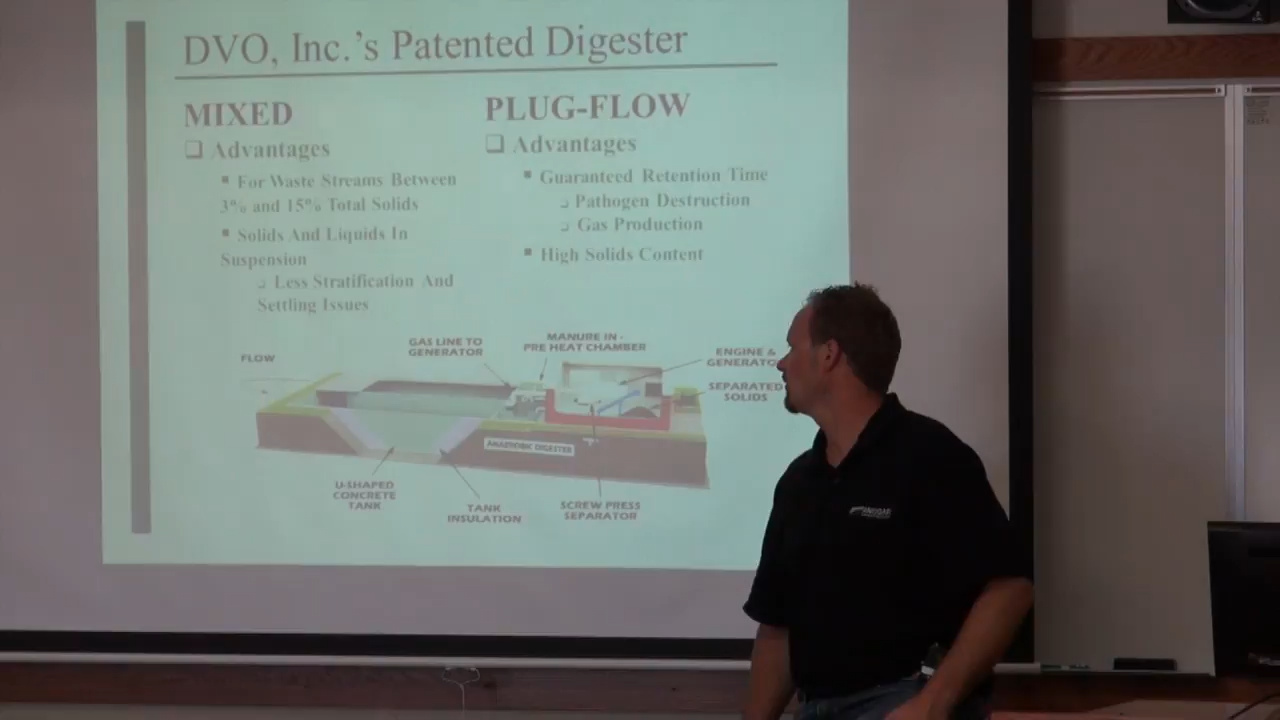 DVO, Inc.'s Patented Digester
MIXED
❑ Advantages
▪ For Waste Streams Between
3% and 15% Total Solids
▪ Solids And Liquids In
Suspension
❑ Less Stratification And
Settling Issues
PLUG-FLOW
❑ Advantages
▪ Guaranteed Retention Time
❑ Pathogen Destruction
❑ Gas Production
▪ High Solids Content
FLOW
GAS LINE TO
GENERATOR
MANURE IN -
PRE HEAT CHAMBER
ENGINE &
GENERATO
SEPARATED
SOLIDS
ANAEROBIC DIGESTER
U-SHAPED
CONCRETE
TANK
TANK
INSULATION
SCREW PRESS
SEPARATOR